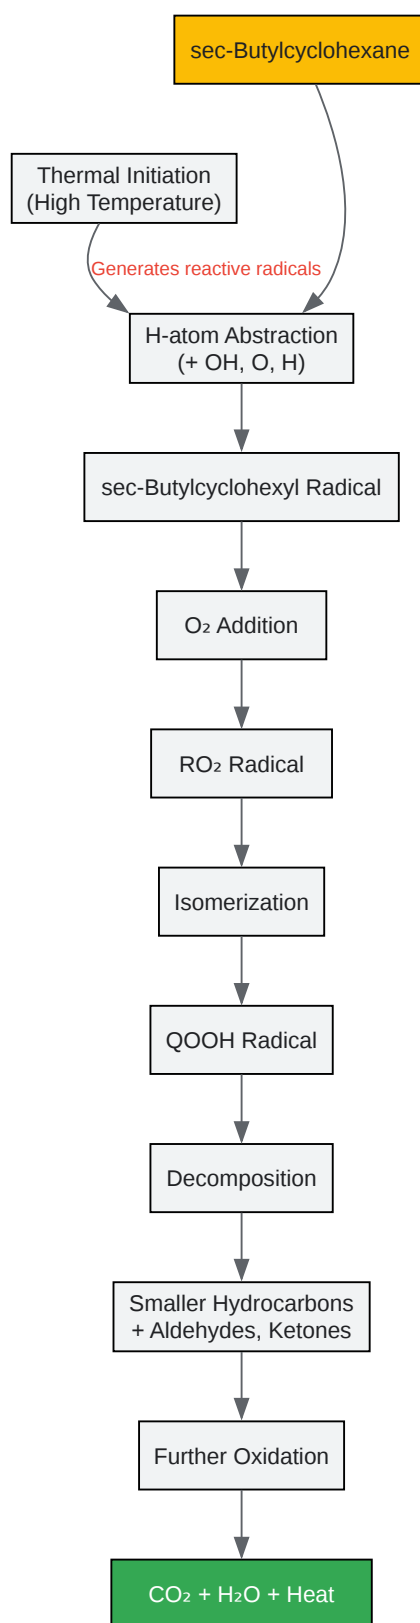 sec-Butylcyclohexane
Thermal Initiation
(High Temperature)
Generates reactive radicals
H-atom Abstraction
(+ OH, O, H)
sec-Butylcyclohexyl Radical
O₂ Addition
RO₂ Radical
Isomerization
QOOH Radical
Decomposition
Smaller Hydrocarbons
+ Aldehydes, Ketones
Further Oxidation
CO₂ + H₂O + Heat